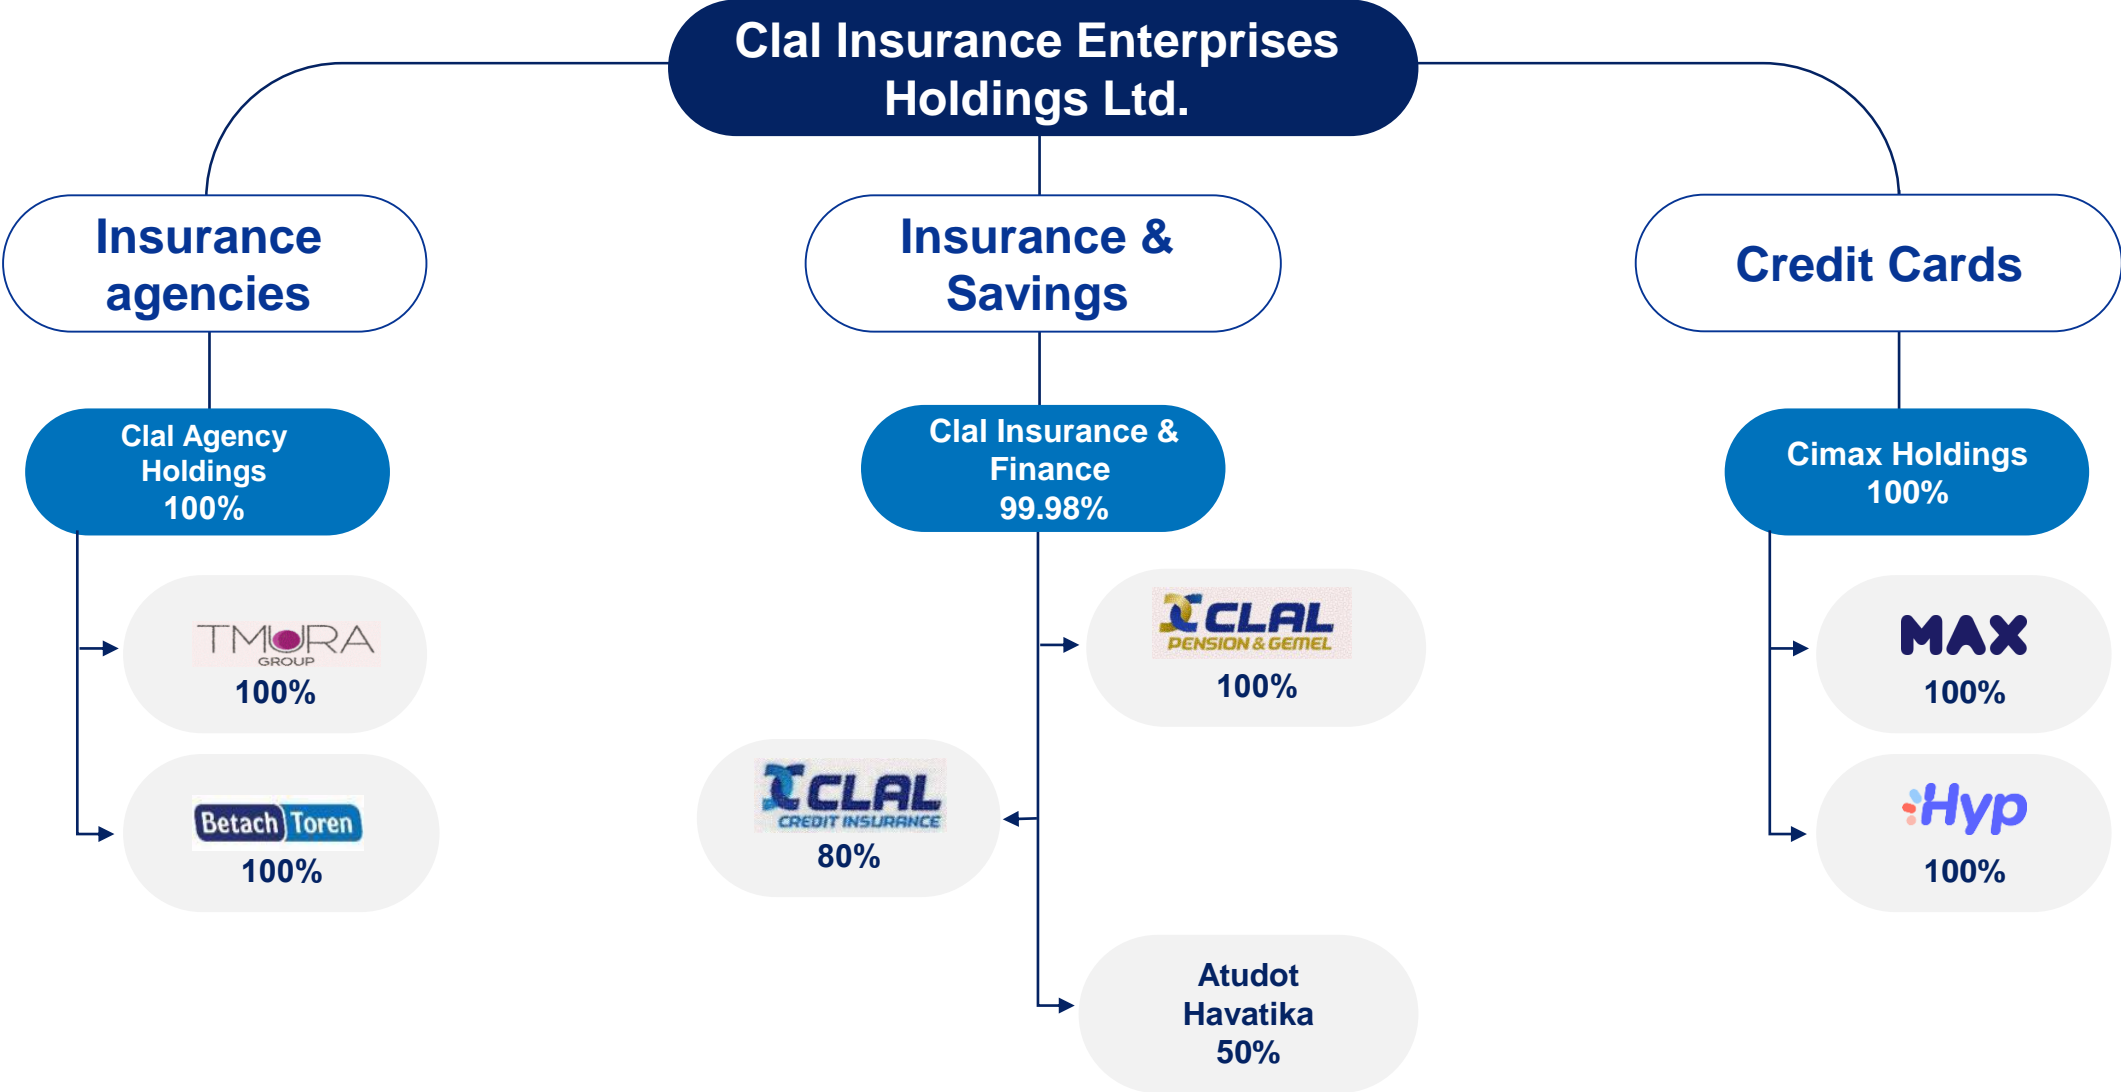 Clal Insurance Enterprises
Holdings Ltd.
Insurance
agencies
Insurance &
Savings
Credit Cards
Clal Agency
Holdings
100%
Clal Insurance &
Finance
99.98%
Cimax Holdings
100%
TMURA
GROUP
100%
Betach Toren
100%
CLAL
PENSION & GEMEL
100%
CLAL
CREDIT INSURANCE
80%
Atudot
Havatika
50%
MAX
100%
Hyp
100%